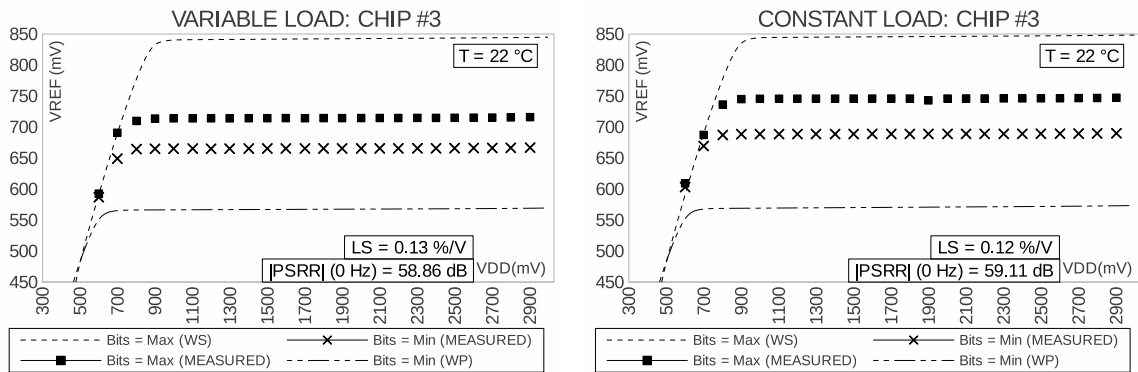 VARIABLE LOAD: CHIP #3
850
800
750
700
650
600
550
500
450
VREF (mV)
T = 22 °C
LS = 0.13 %/V
|PSRR| (0 Hz) = 58.86 dB
VDD(mV)
300 500 700 900 1100 1300 1500 1700 1900 2100 2300 2500 2700 2900
Bits = Max (WS)
Bits = Min (MEASURED)
Bits = Max (MEASURED)
Bits = Min (WP)
CONSTANT LOAD: CHIP #3
850
800
750
700
650
600
550
500
450
VREF (mV)
T = 22 °C
LS = 0.12 %/V
|PSRR| (0 Hz) = 59.11 dB
VDD(mV)
300 500 700 900 1100 1300 1500 1700 1900 2100 2300 2500 2700 2900
Bits = Max (WS)
Bits = Min (MEASURED)
Bits = Max (MEASURED)
Bits = Min (WP)